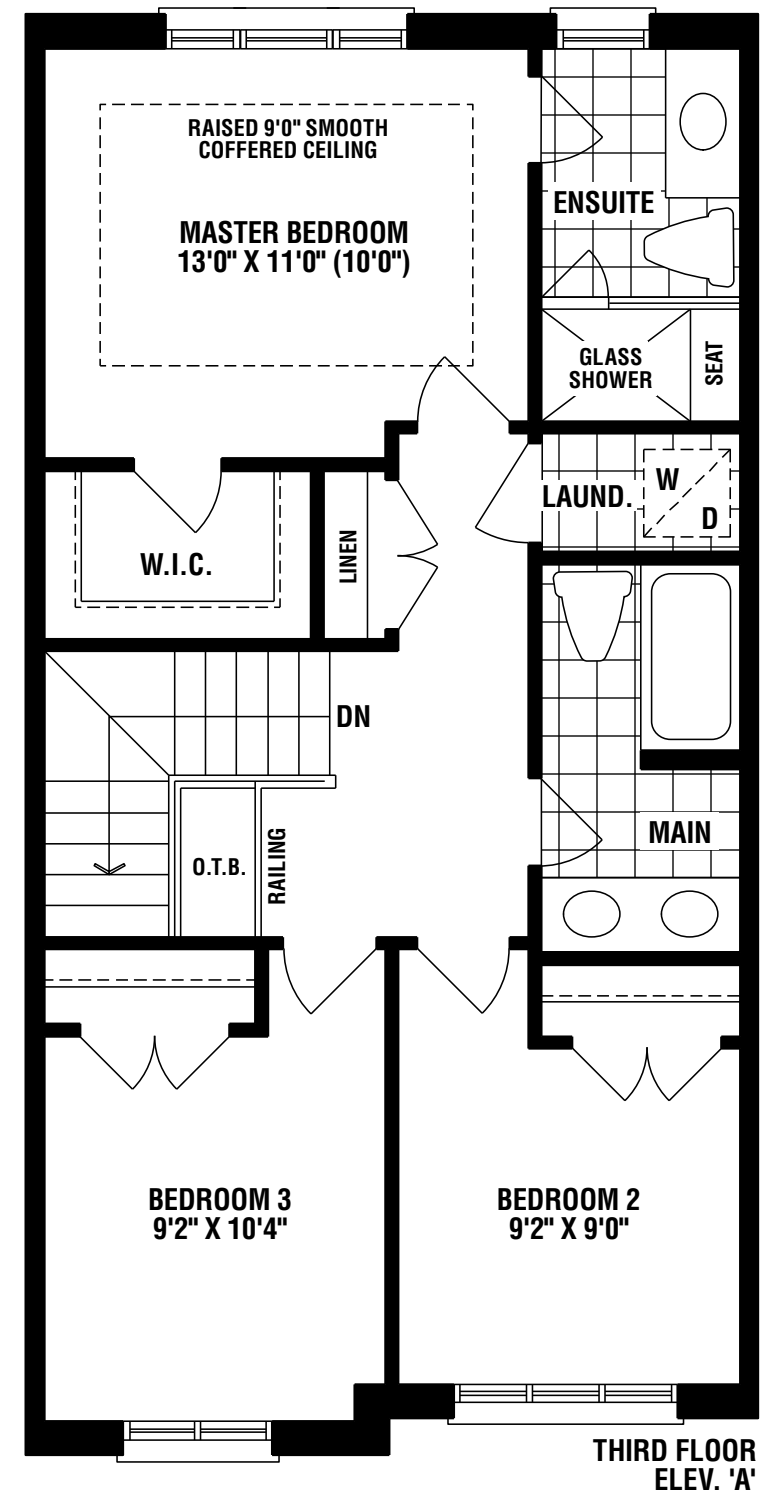 RAISED 9'0" SMOOTH
COFFERED CEILING
MASTER BEDROOM
13'0" X 11'0" (10'0")
ENSUITE
GLASS
SHOWER
SEAT
W
LAUND.
D
W.I.C.
LINEN
DN
MAIN
O.T.B.
RAILING
BEDROOM 3
9'2" X 10'4"
BEDROOM 2
9'2" X 9'0"
THIRD FLOOR
ELEV. 'A'